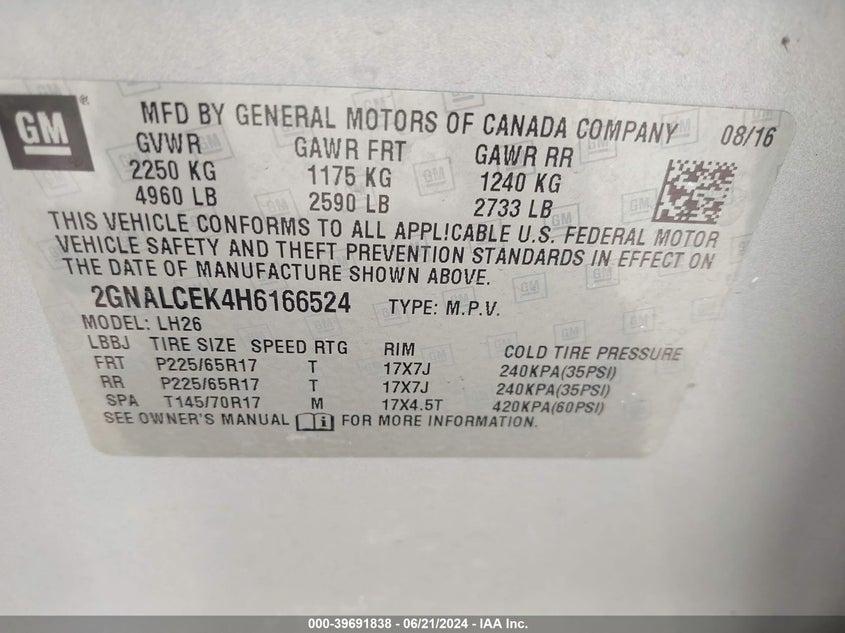 GM®
MFD BY GENERAL MOTORS OF CANADA COMPANY 08/16
GVWR GAWR FRT GAWR RR
2250 KG 1175 KG 1240 KG
4960 LB 2590 LB 2733 LB
THIS VEHICLE CONFORMS TO ALL APPLICABLE U.S. FEDERAL MOTOR
VEHICLE SAFETY AND THEFT PREVENTION STANDARDS IN EFFECT ON
THE DATE OF MANUFACTURE SHOWN ABOVE.
2GNALCEK4H6166524 TYPE: M.P.V.
MODEL: LH26
LBBJ TIRE SIZE SPEED RTG RIM COLD TIRE PRESSURE
FRT P225/65R17 T 17X7J 240KPA(35PSI)
RR P225/65R17 T 17X7J 240KPA(35PSI)
SPA T145/70R17 M 17X4.5T 420KPA(60PSI)
SEE OWNER'S MANUAL FOR MORE INFORMATION.
000-39691838 - 06/21/2024 - IAA Inc.